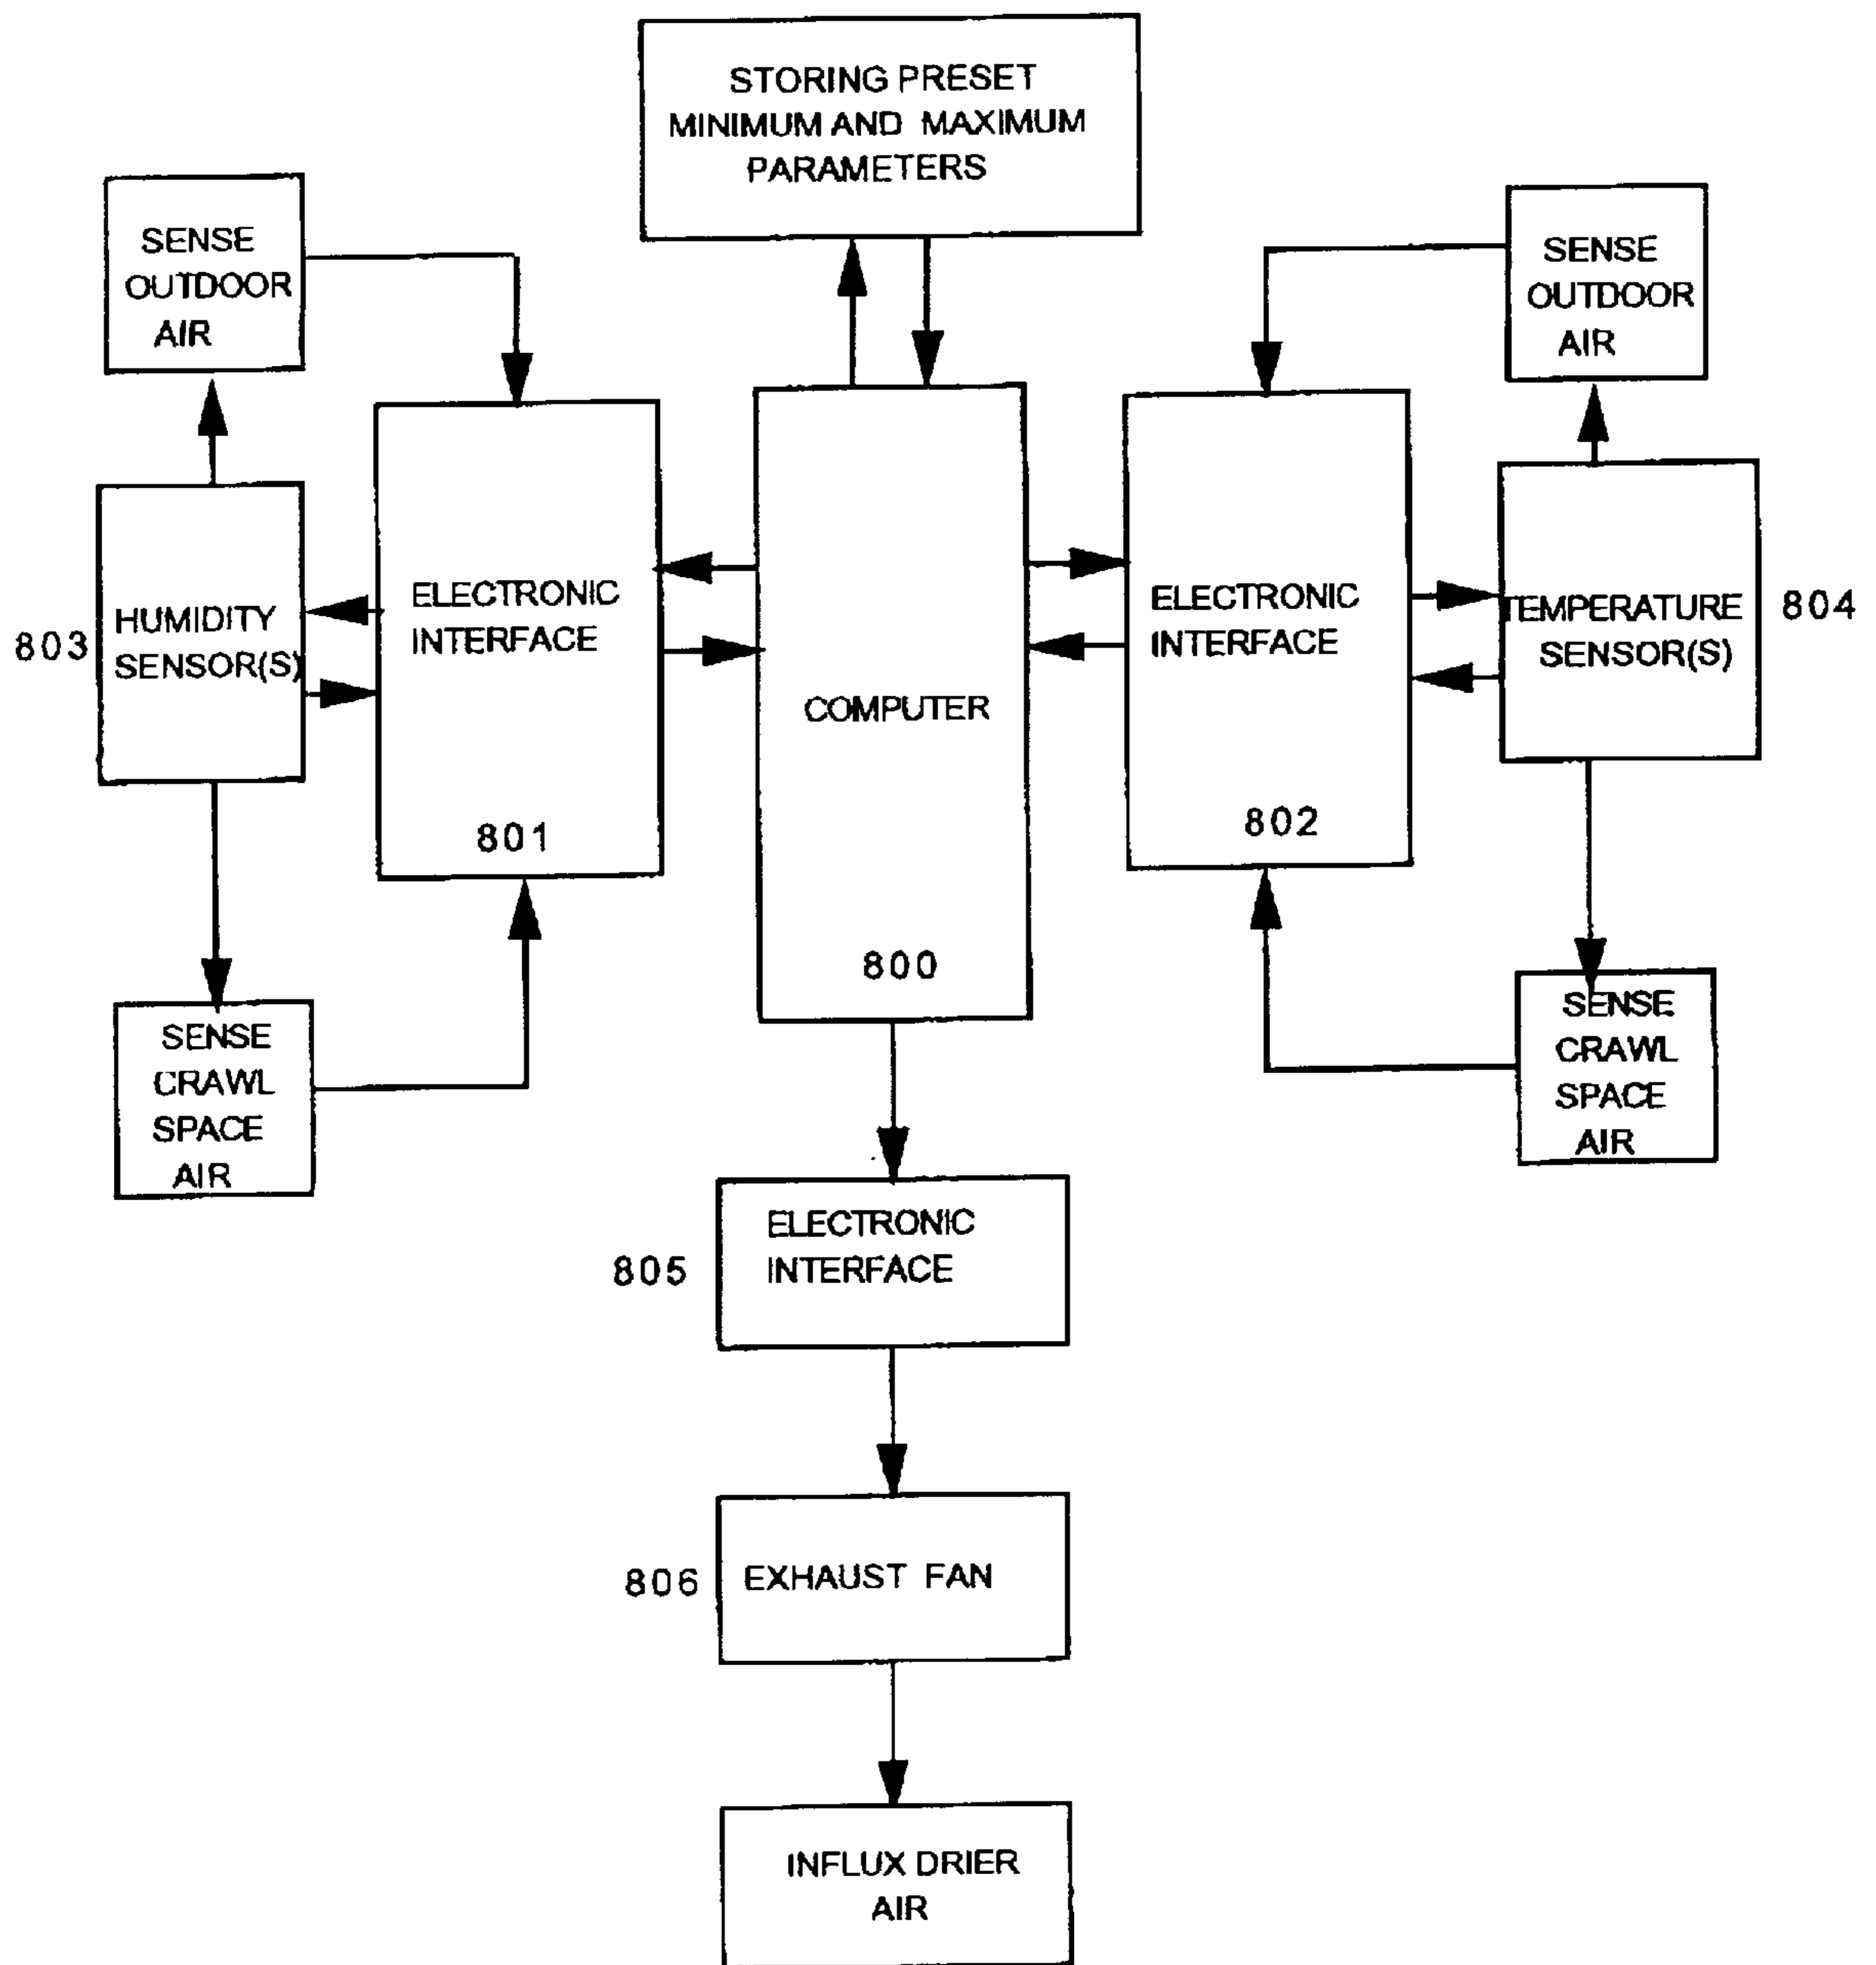 STORING PRESET
MINIMUM AND MAXIMUM
PARAMETERS
SENSE
OUTDOOR
AIR
SENSE
OUTDOOR
AIR
803
HUMIDITY
SENSOR(S)
ELECTRONIC
INTERFACE
801
COMPUTER
800
ELECTRONIC
INTERFACE
802
TEMPERATURE
SENSOR(S)
804
SENSE
CRAWL
SPACE
AIR
SENSE
CRAWL
SPACE
AIR
805
ELECTRONIC
INTERFACE
806
EXHAUST FAN
INFLUX DRIER
AIR